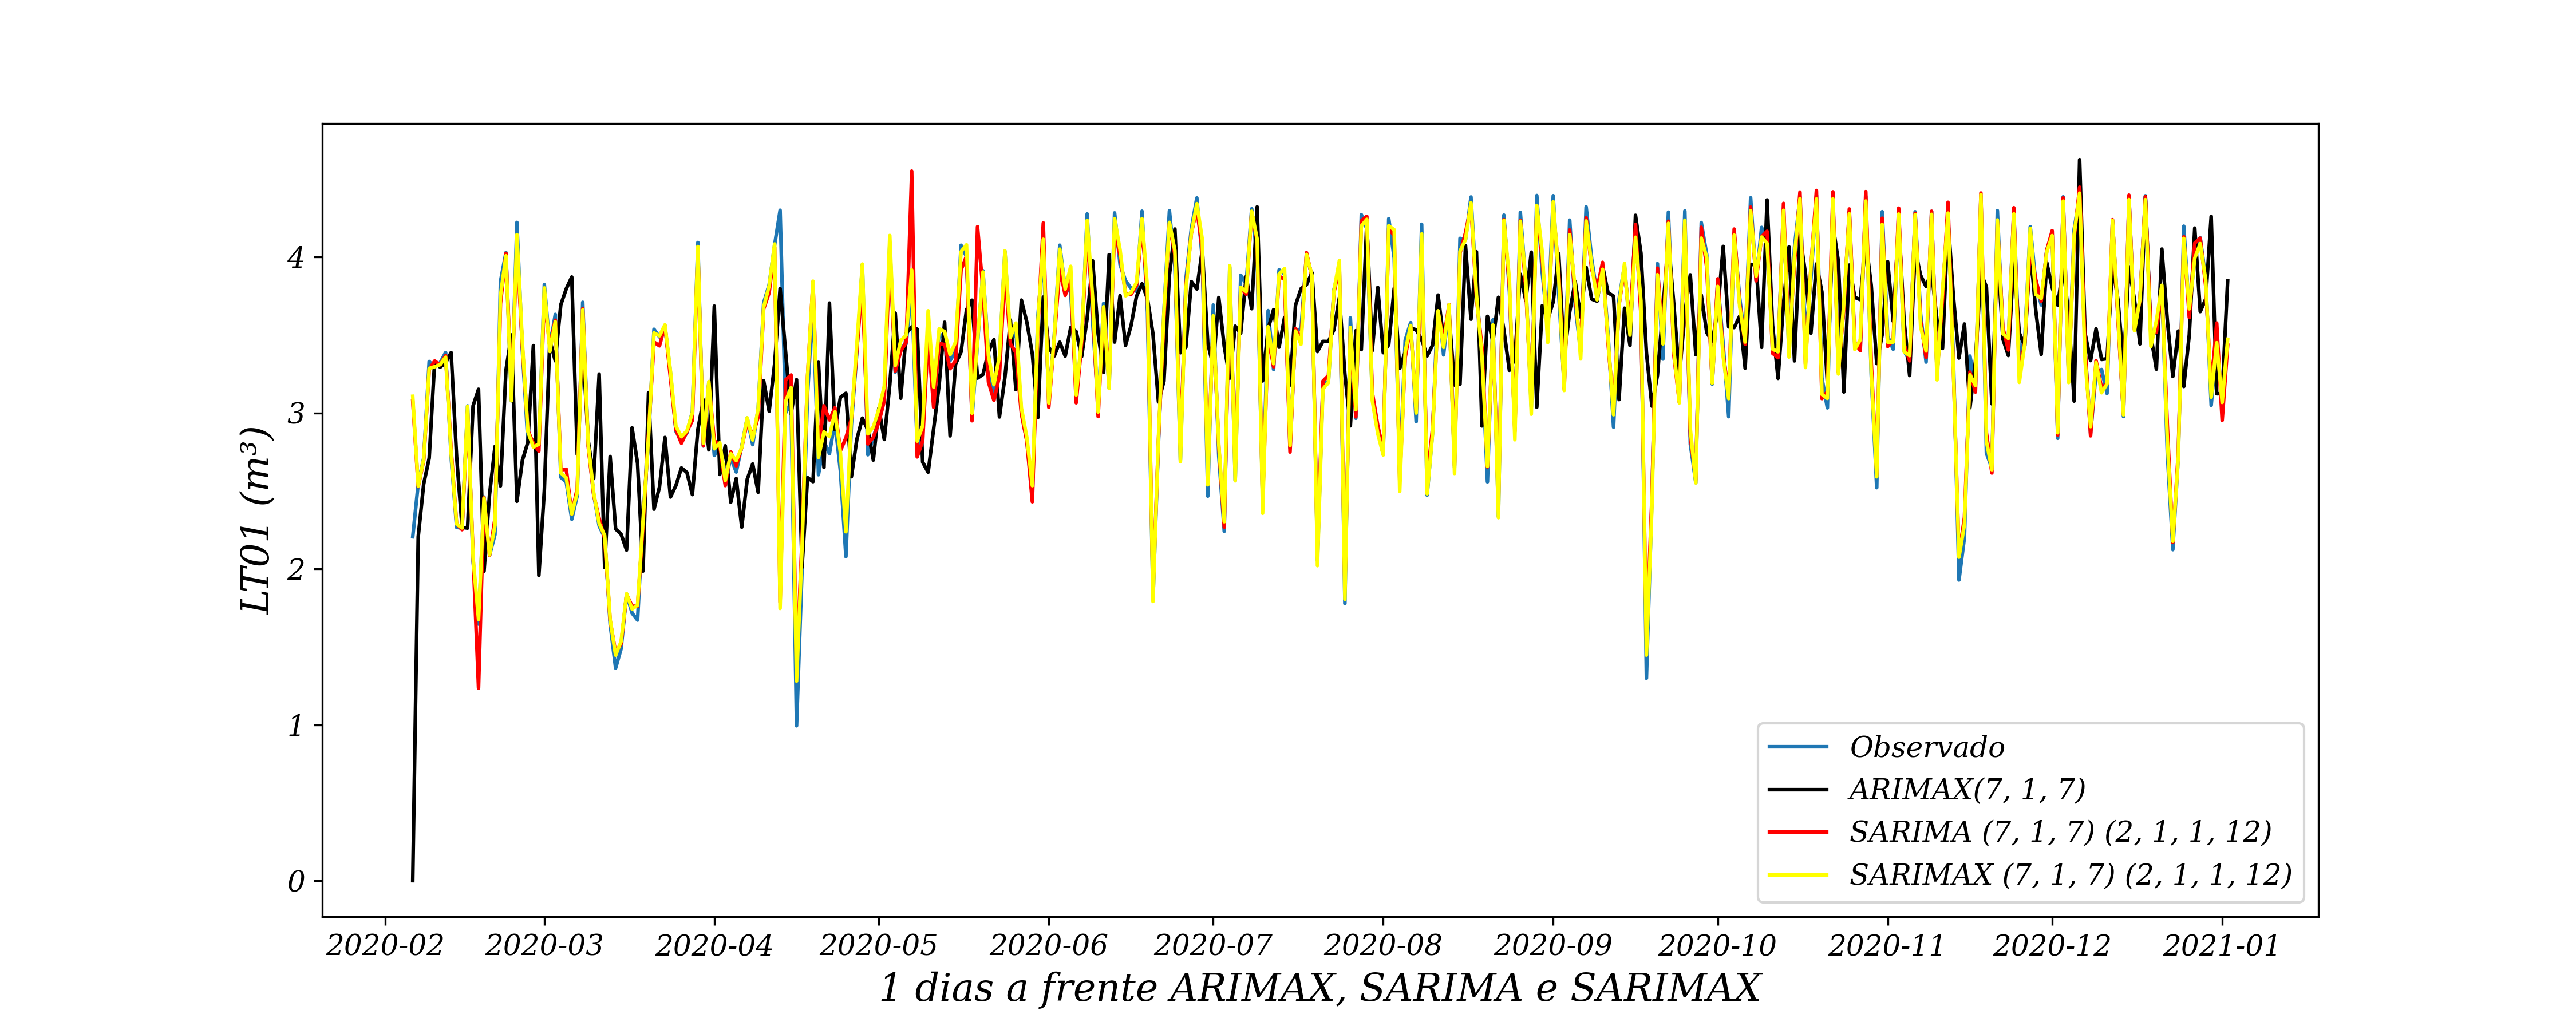 LT01 (m³)
4
3
2
1
0
Observado
ARIMAX(7, 1, 7)
SARIMA (7, 1, 7) (2, 1, 1, 12)
SARIMAX (7, 1, 7) (2, 1, 1, 12)
2020-02 2020-03 2020-04 2020-05 2020-06 2020-07 2020-08 2020-09 2020-10 2020-11 2020-12 2021-01
1 dias a frente ARIMAX, SARIMA e SARIMAX